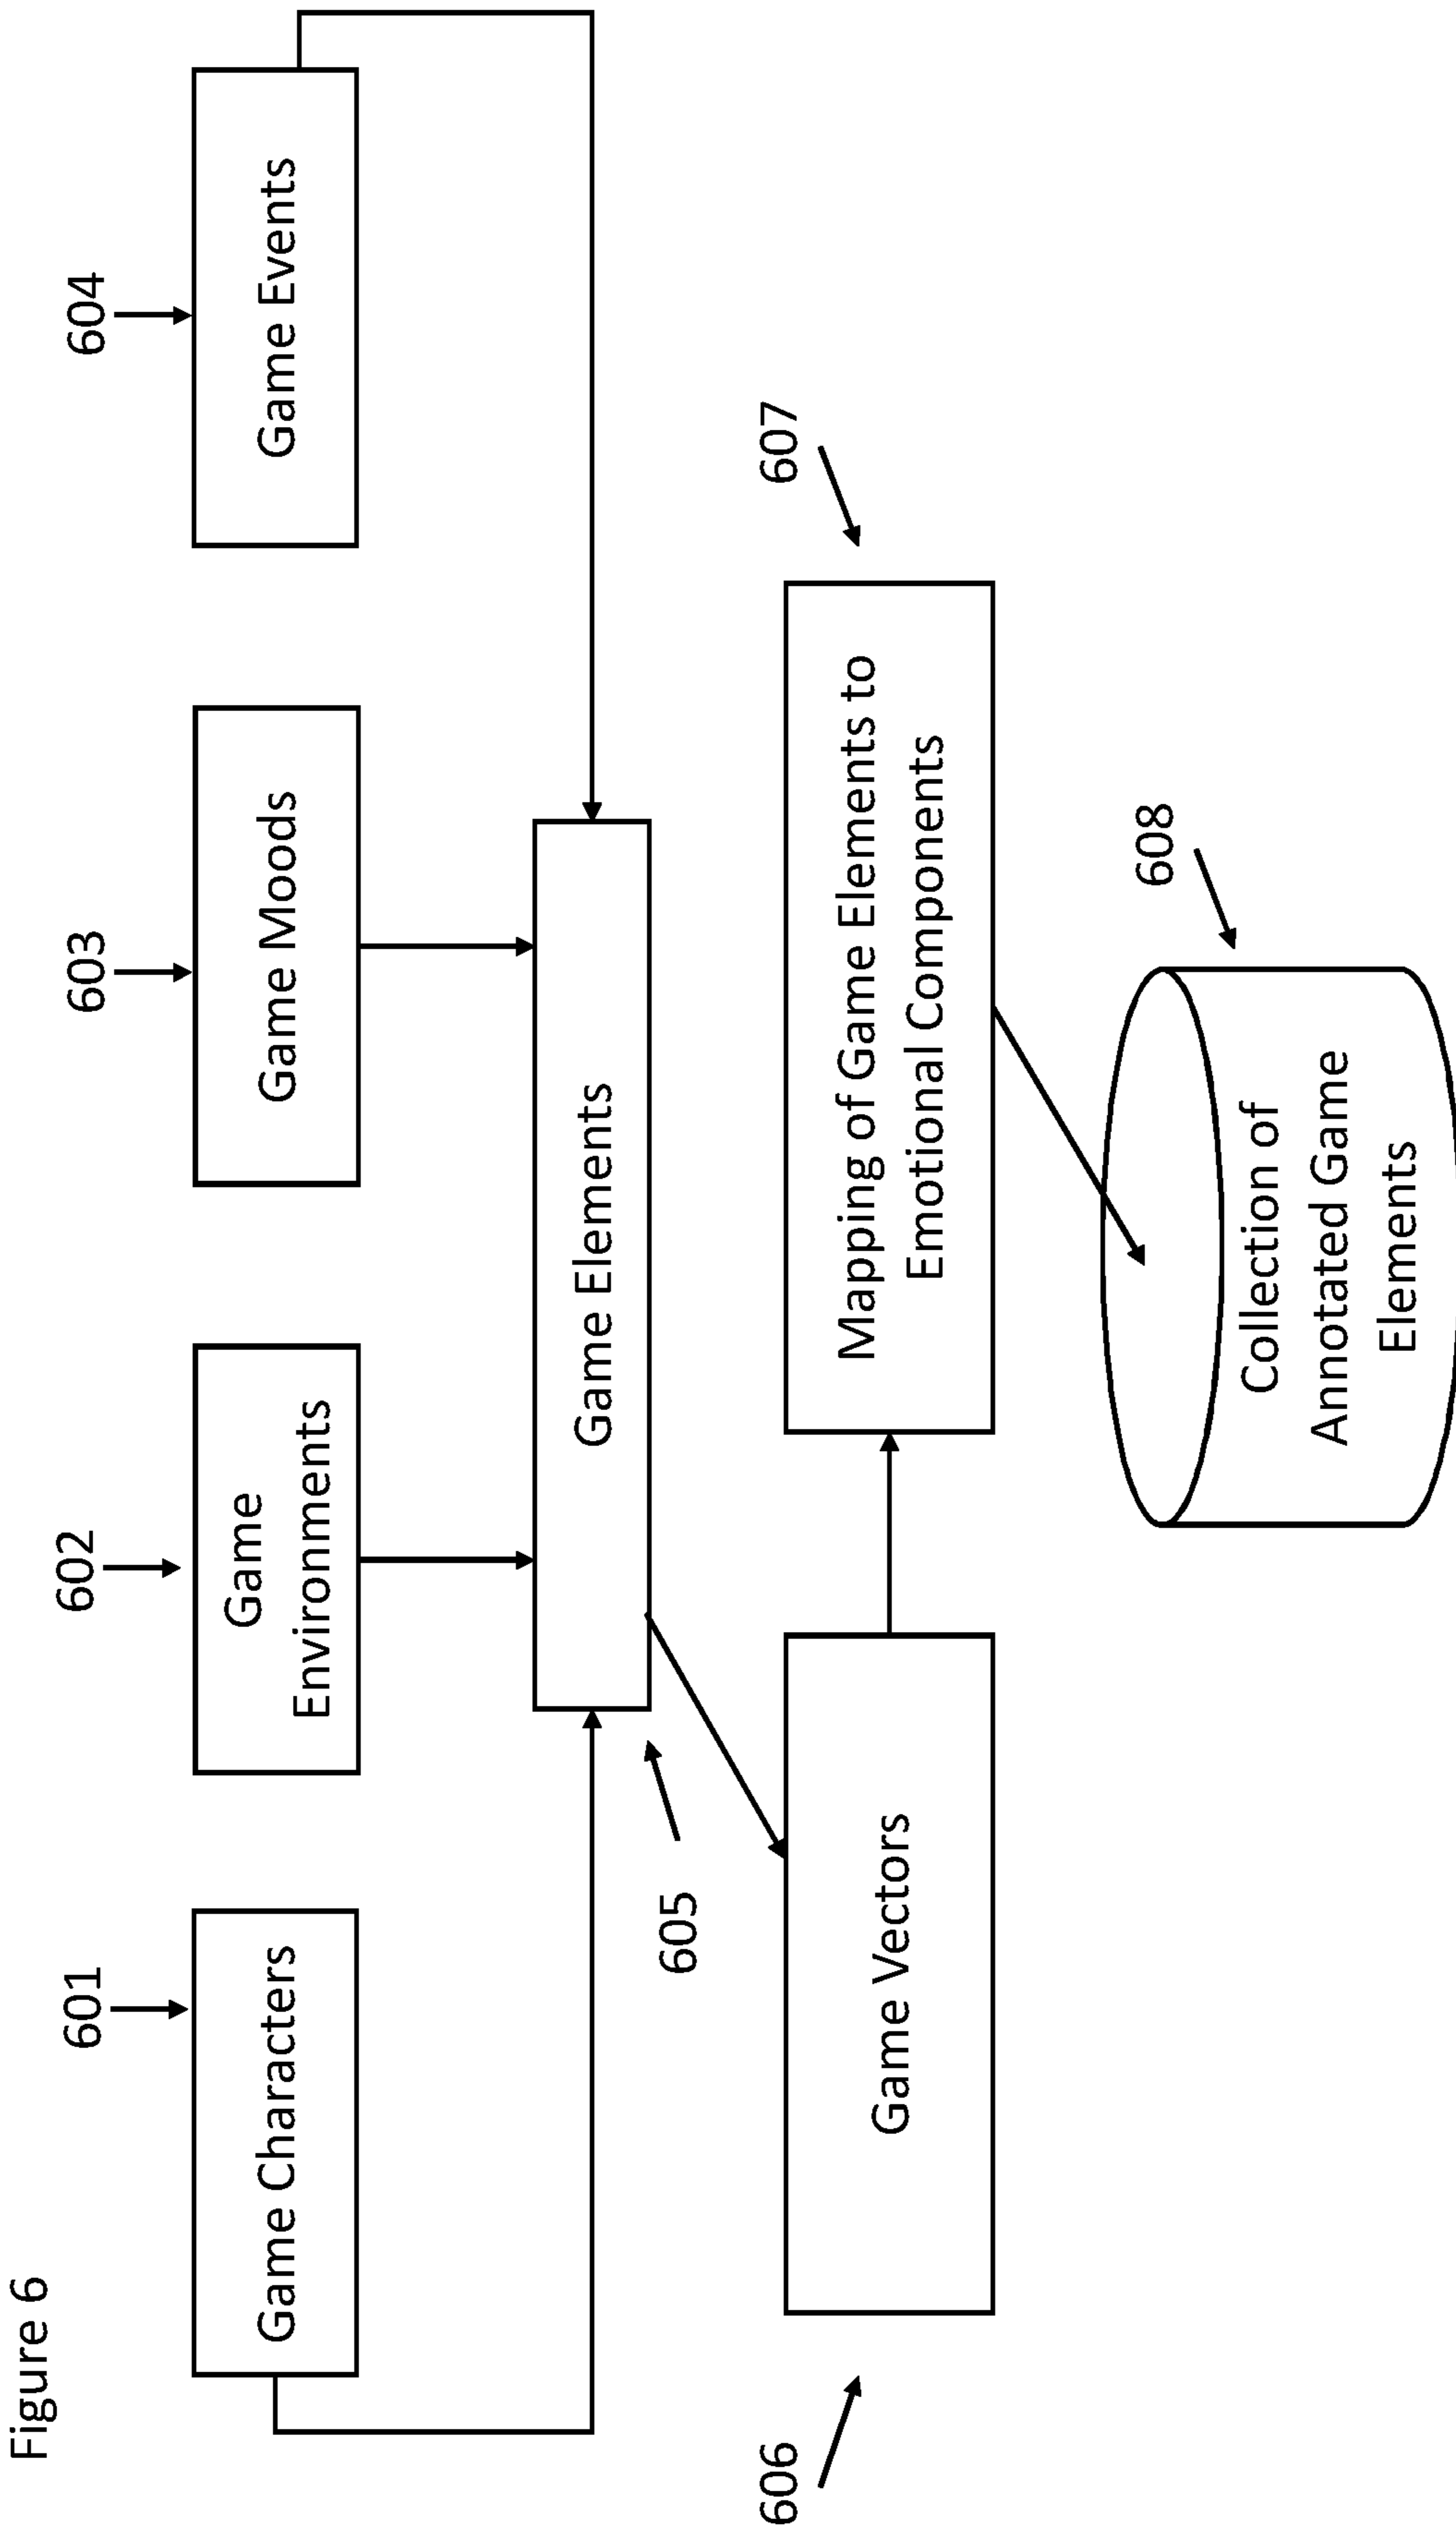 Figure 6
601
602
603
604
Game Characters
Game
Environments
Game Moods
Game Events
Game Elements
605
606
607
Game Vectors
Mapping of Game Elements to
Emotional Components
608
Collection of
Annotated Game
Elements